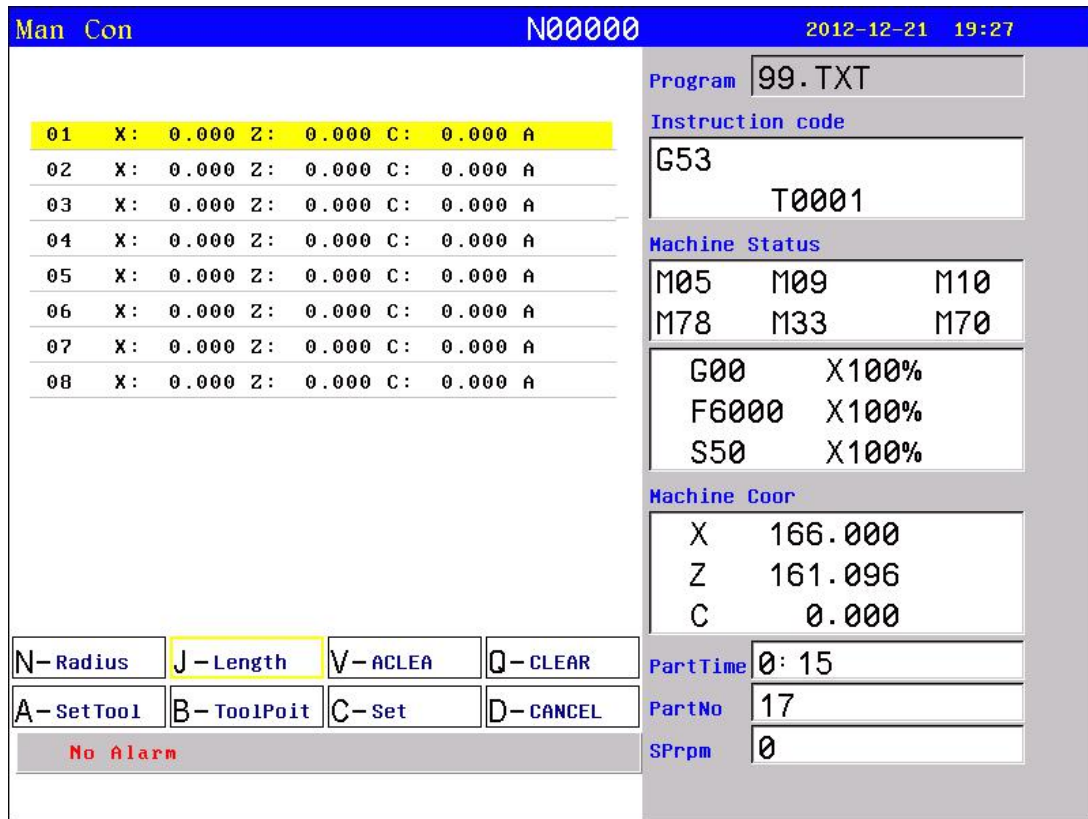 Man Con N00000 2012-12-21 19:27
Program 99.TXT
Instruction code
G53
T0001
01 X: 0.000 Z: 0.000 C: 0.000 A
02 X: 0.000 Z: 0.000 C: 0.000 A
03 X: 0.000 Z: 0.000 C: 0.000 A
04 X: 0.000 Z: 0.000 C: 0.000 A
05 X: 0.000 Z: 0.000 C: 0.000 A
06 X: 0.000 Z: 0.000 C: 0.000 A
07 X: 0.000 Z: 0.000 C: 0.000 A
08 X: 0.000 Z: 0.000 C: 0.000 A
Machine Status
M05 M09 M10
M78 M33 M70
G00 X100%
F6000 X100%
S50 X100%
Machine Coor
X 166.000
Z 161.096
C 0.000
N-Radius J-Length V-ACLEA Q-CLEAR
A-SetTool B-ToolPoit C-Set D-CANCEL
No Alarm
PartTime 0:15
PartNo 17
SPrpm 0